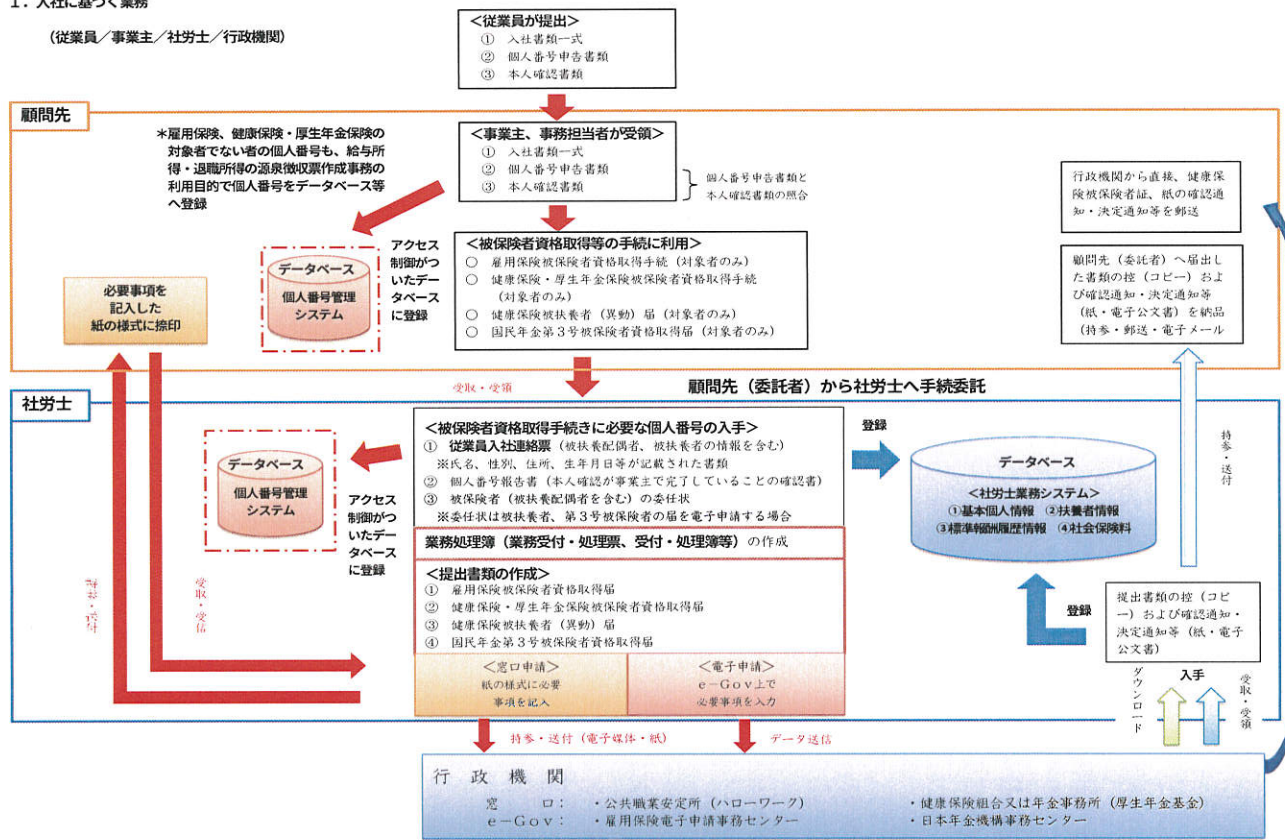 1．入社に基づく業務
（従業員／事業主／社労士／行政機関）
＜従業員が提出＞
① 入社書類一式
② 個人番号申告書類
③ 本人確認書類
顧問先
＊雇用保険、健康保険・厚生年金保険の
対象者でない者の個人番号も、給与所
得・退職所得の源泉徴収票作成事務の
利用目的で個人番号をデータベース等
へ登録
＜事業主、事務担当者が受領＞
① 入社書類一式
② 個人番号申告書類
③ 本人確認書類
個人番号申告書類と
本人確認書類の照合
行政機関から直接、健康保
険被保険者証、紙の確認通
知・決定通知等を郵送
データベース
個人番号管理
システム
アクセス
制御がつ
いたデー
タベース
に登録
＜被保険者資格取得等の手続に利用＞
○ 雇用保険被保険者資格取得手続（対象者のみ）
○ 健康保険・厚生年金保険被保険者資格取得手続
（対象者のみ）
○ 健康保険被扶養者（異動）届（対象者のみ）
○ 国民年金第３号被保険者資格取得届（対象者のみ）
顧問先（委託者）へ届出し
た書類の控（コピー）およ
び確認通知・決定通知等
（紙・電子公文書）を納品
（持参・郵送・電子メール
必要事項を
記入した
紙の様式に捺印
受取・受領
顧問先（委託者）から社労士へ手続委託
社労士
データベース
個人番号管理
システム
アクセス
制御がつ
いたデー
タベース
に登録
＜被保険者資格取得手続きに必要な個人番号の入手＞
① 従業員入社連絡票（被扶養配偶者、被扶養者の情報を含む）
※氏名、性別、住所、生年月日等が記載された書類
② 個人番号報告書（本人確認が事業主で完了していることの確認書）
③ 被保険者（被扶養配偶者を含む）の委任状
※委任状は被扶養者、第３号被保険者の届を電子申請する場合
業務処理簿（業務受付・処理票、受付・処理簿等）の作成
＜提出書類の作成＞
① 雇用保険被保険者資格取得届
② 健康保険・厚生年金保険被保険者資格取得届
③ 健康保険被扶養者（異動）届
④ 国民年金第３号被保険者資格取得届
＜窓口申請＞
紙の様式に必要
事項を記入
＜電子申請＞
e－Gov上で
必要事項を入力
登録
データベース
＜社労士業務システム＞
①基本個人情報 ②扶養者情報
③標準報酬履歴情報 ④社会保険料
持参・送付
登録
提出書類の控（コピ
ー）および確認通知・
決定通知等（紙・電子
公文書）
持参・送付
受取・受信
ダウンロード
入手
受取・受領
持参・送付（電子媒体・紙）
データ送信
行政機関
窓口： ・公共職業安定所（ハローワーク） ・健康保険組合又は年金事務所（厚生年金基金）
e－Gov： ・雇用保険電子申請事務センター ・日本年金機構事務センター